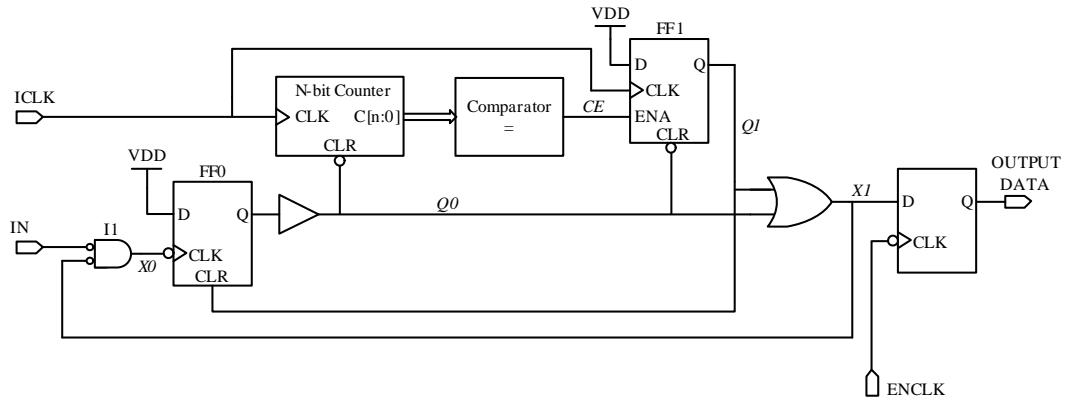 VDD
FF1
D
Q
CLK
ENA
CLR
ICLK
N-bit Counter
CLK
C[n:0]
CLR
Comparator
=
CE
Q1
VDD
FF0
D
Q
CLK
CLR
IN
I1
X0
Q0
X1
D
Q
CLK
OUTPUT
DATA
ENCLK